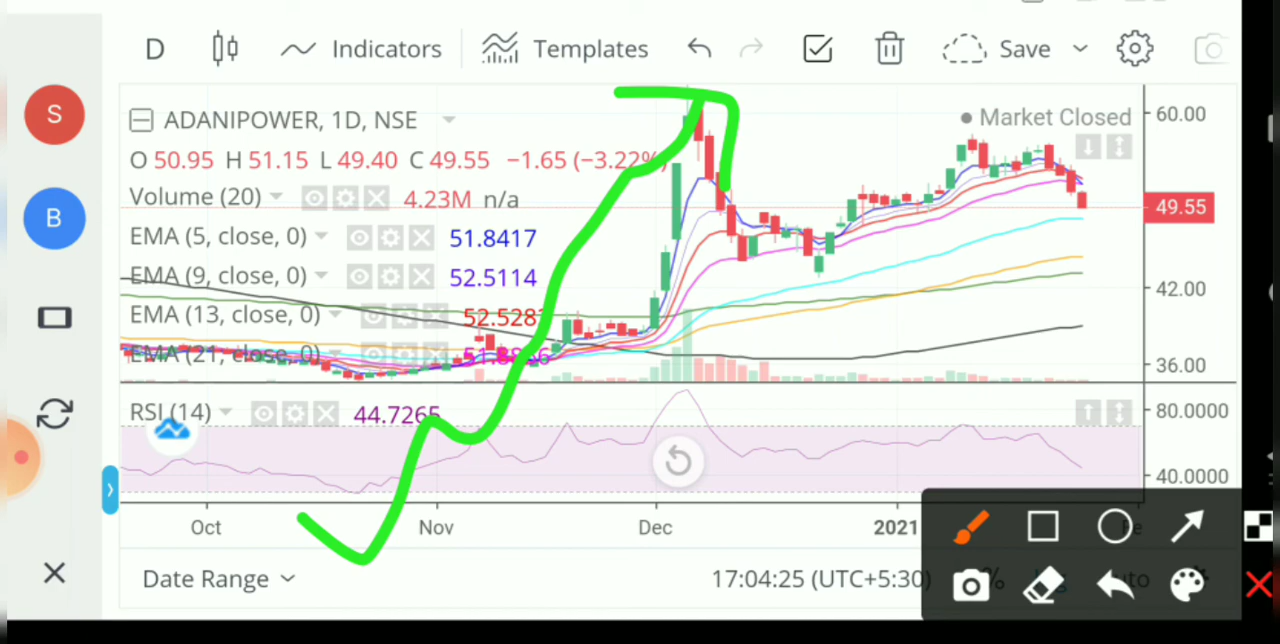 D Indicators Templates Save
S
ADANIPOWER, 1D, NSE
Market Closed
60.00
O 50.95 H 51.15 L 49.40 C 49.55 −1.65 (−3.22%)
Volume (20) 4.23M n/a
49.55
B
EMA (5, close, 0) 51.8417
EMA (9, close, 0) 52.5114
42.00
EMA (13, close, 0) 52.528
EMA (21, close, 0)
36.00
RSI (14) 44.7265
80.0000
40.0000
Oct Nov Dec 2021
Date Range 17:04:25 (UTC+5:30) %